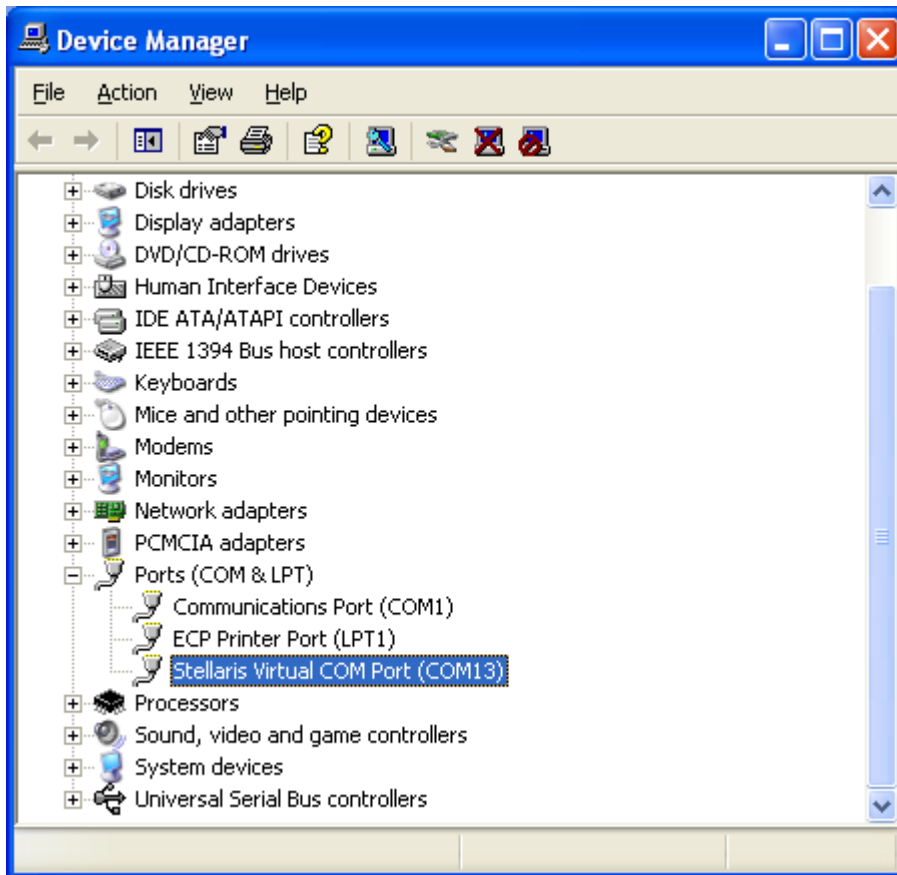 Device Manager
File Action View Help
Disk drives
Display adapters
DVD/CD-ROM drives
Human Interface Devices
IDE ATA/ATAPI controllers
IEEE 1394 Bus host controllers
Keyboards
Mice and other pointing devices
Modems
Monitors
Network adapters
PCMCIA adapters
Ports (COM & LPT)
Communications Port (COM1)
ECP Printer Port (LPT1)
Stellaris Virtual COM Port (COM13)
Processors
Sound, video and game controllers
System devices
Universal Serial Bus controllers